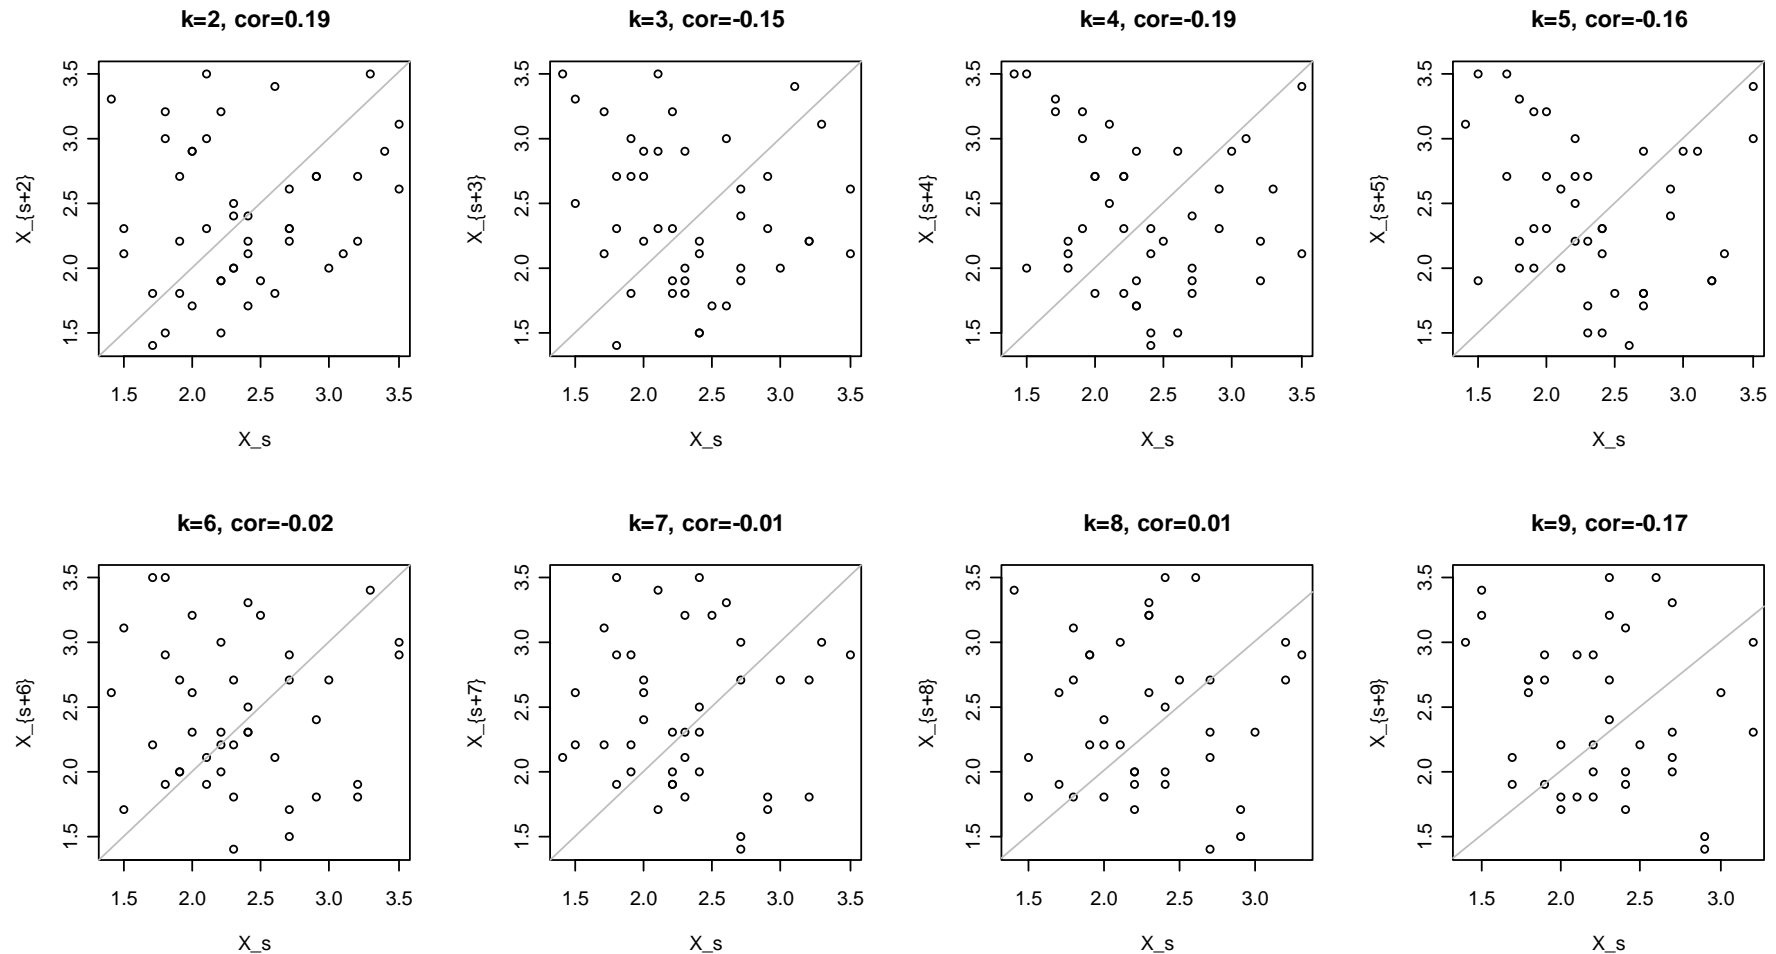 k=2, cor=0.19
k=3, cor=-0.15
k=4, cor=-0.19
k=5, cor=-0.16
X_{s+2}
3.5
3.0
2.5
2.0
1.5
1.5 2.0 2.5 3.0 3.5
X_s
X_{s+3}
3.5
3.0
2.5
2.0
1.5
1.5 2.0 2.5 3.0 3.5
X_s
X_{s+4}
3.5
3.0
2.5
2.0
1.5
1.5 2.0 2.5 3.0 3.5
X_s
X_{s+5}
3.5
3.0
2.5
2.0
1.5
1.5 2.0 2.5 3.0 3.5
X_s
k=6, cor=-0.02
k=7, cor=-0.01
k=8, cor=0.01
k=9, cor=-0.17
X_{s+6}
3.5
3.0
2.5
2.0
1.5
1.5 2.0 2.5 3.0 3.5
X_s
X_{s+7}
3.5
3.0
2.5
2.0
1.5
1.5 2.0 2.5 3.0 3.5
X_s
X_{s+8}
3.5
3.0
2.5
2.0
1.5
1.5 2.0 2.5 3.0
X_s
X_{s+9}
3.5
3.0
2.5
2.0
1.5
1.5 2.0 2.5 3.0
X_s